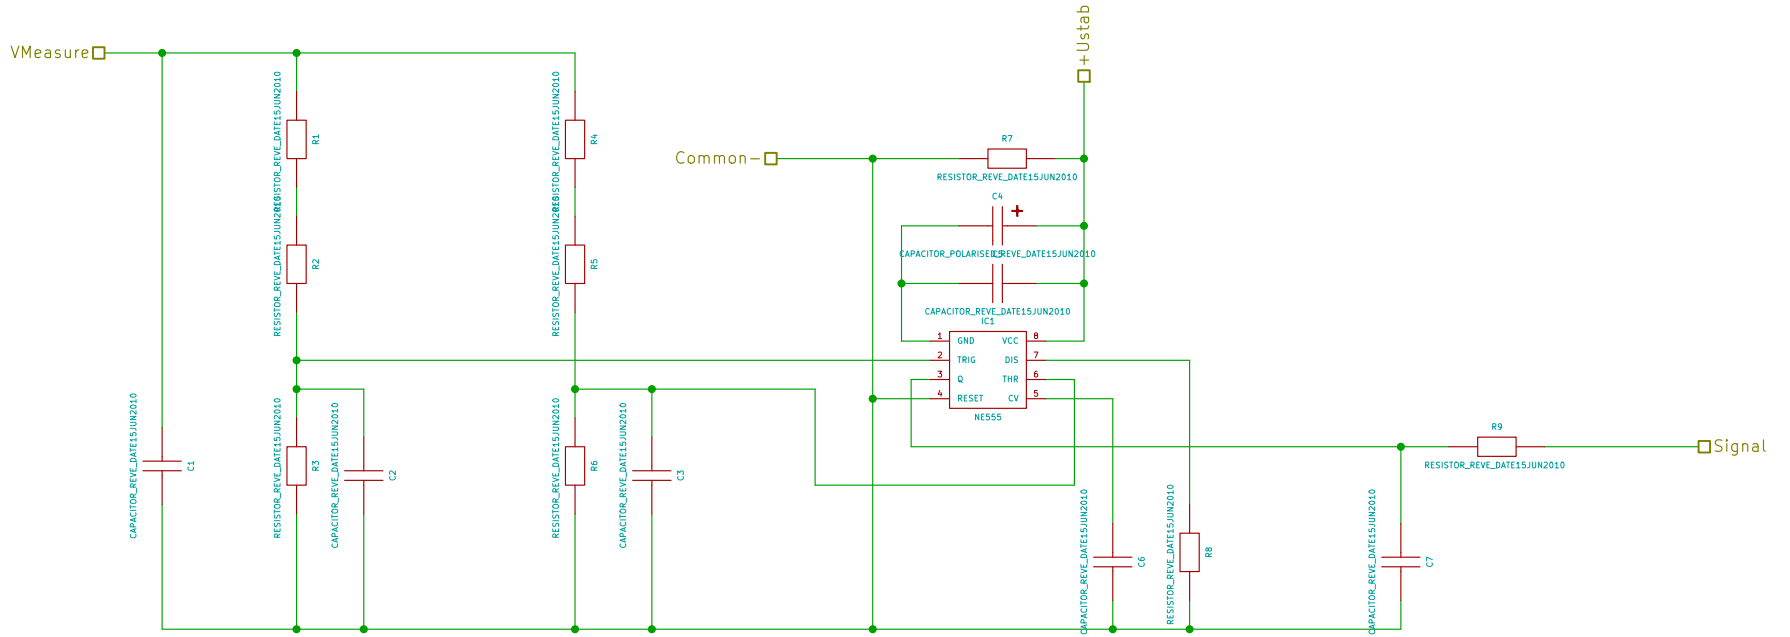 VMeasure
+Ustab
Common-
RESISTOR_REVE_DATE15JUN2010
R1
RESISTOR_REVE_DATE15JUN2010
R4
R7
RESISTOR_REVE_DATE15JUN2010
C4
+
RESISTOR_REVE_DATE15JUN2010
R2
RESISTOR_REVE_DATE15JUN2010
R5
CAPACITOR_POLARISED_REVE_DATE15JUN2010
C5
CAPACITOR_REVE_DATE15JUN2010
IC1
1 GND VCC 8
2 TRIG DIS 7
3 Q THR 6
4 RESET CV 5
NE555
CAPACITOR_REVE_DATE15JUN2010
C1
RESISTOR_REVE_DATE15JUN2010
R3
CAPACITOR_REVE_DATE15JUN2010
C2
RESISTOR_REVE_DATE15JUN2010
R6
CAPACITOR_REVE_DATE15JUN2010
C3
R9
RESISTOR_REVE_DATE15JUN2010
Signal
CAPACITOR_REVE_DATE15JUN2010
C6
RESISTOR_REVE_DATE15JUN2010
R8
CAPACITOR_REVE_DATE15JUN2010
C7